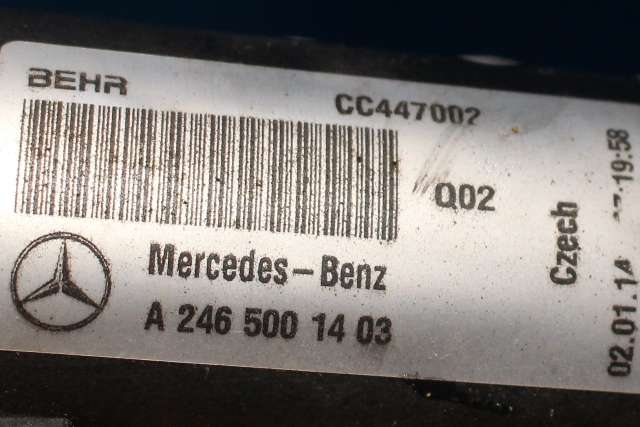 BEHR
CC447002
Q02
Mercedes-Benz
A 246 500 14 03
Czech
02.01.14 :19:58